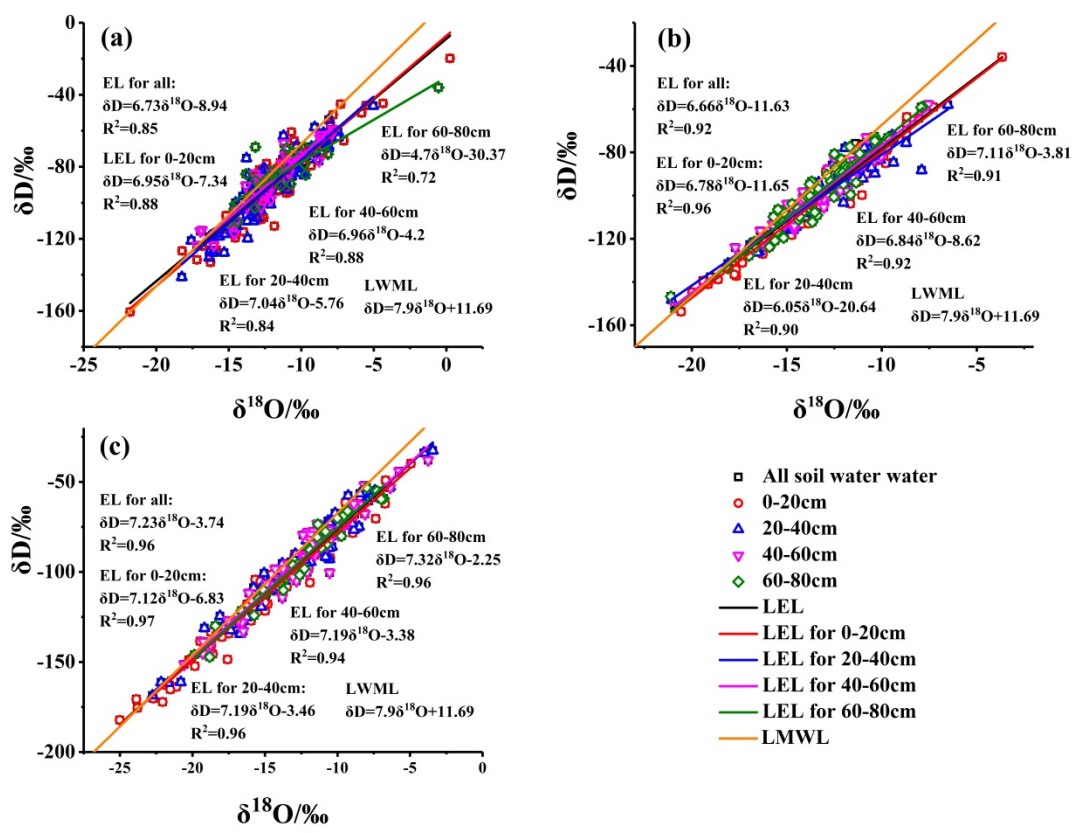 (a)
EL for all:
δD=6.73δ¹⁸O-8.94
R²=0.85
LEL for 0-20cm
δD=6.95δ¹⁸O-7.34
R²=0.88
EL for 60-80cm
δD=4.7δ¹⁸O-30.37
R²=0.72
EL for 40-60cm
δD=6.96δ¹⁸O-4.2
R²=0.88
EL for 20-40cm
δD=7.04δ¹⁸O-5.76
R²=0.84
LWML
δD=7.9δ¹⁸O+11.69
0
-40
-80
-120
-160
δD/‰
-25 -20 -15 -10 -5 0
δ¹⁸O/‰
(b)
EL for all:
δD=6.66δ¹⁸O-11.63
R²=0.92
EL for 0-20cm:
δD=6.78δ¹⁸O-11.65
R²=0.96
EL for 60-80cm
δD=7.11δ¹⁸O-3.81
R²=0.91
EL for 40-60cm
δD=6.84δ¹⁸O-8.62
R²=0.92
EL for 20-40cm
δD=6.05δ¹⁸O-20.64
R²=0.90
LWML
δD=7.9δ¹⁸O+11.69
-40
-80
-120
-160
δD/‰
-20 -15 -10 -5
δ¹⁸O/‰
(c)
EL for all:
δD=7.23δ¹⁸O-3.74
R²=0.96
EL for 0-20cm:
δD=7.12δ¹⁸O-6.83
R²=0.97
EL for 60-80cm
δD=7.32δ¹⁸O-2.25
R²=0.96
EL for 40-60cm
δD=7.19δ¹⁸O-3.38
R²=0.94
EL for 20-40cm:
δD=7.19δ¹⁸O-3.46
R²=0.96
LWML
δD=7.9δ¹⁸O+11.69
-50
-100
-150
-200
δD/‰
-25 -20 -15 -10 -5 0
δ¹⁸O/‰
All soil water water
0-20cm
20-40cm
40-60cm
60-80cm
LEL
LEL for 0-20cm
LEL for 20-40cm
LEL for 40-60cm
LEL for 60-80cm
LMWL